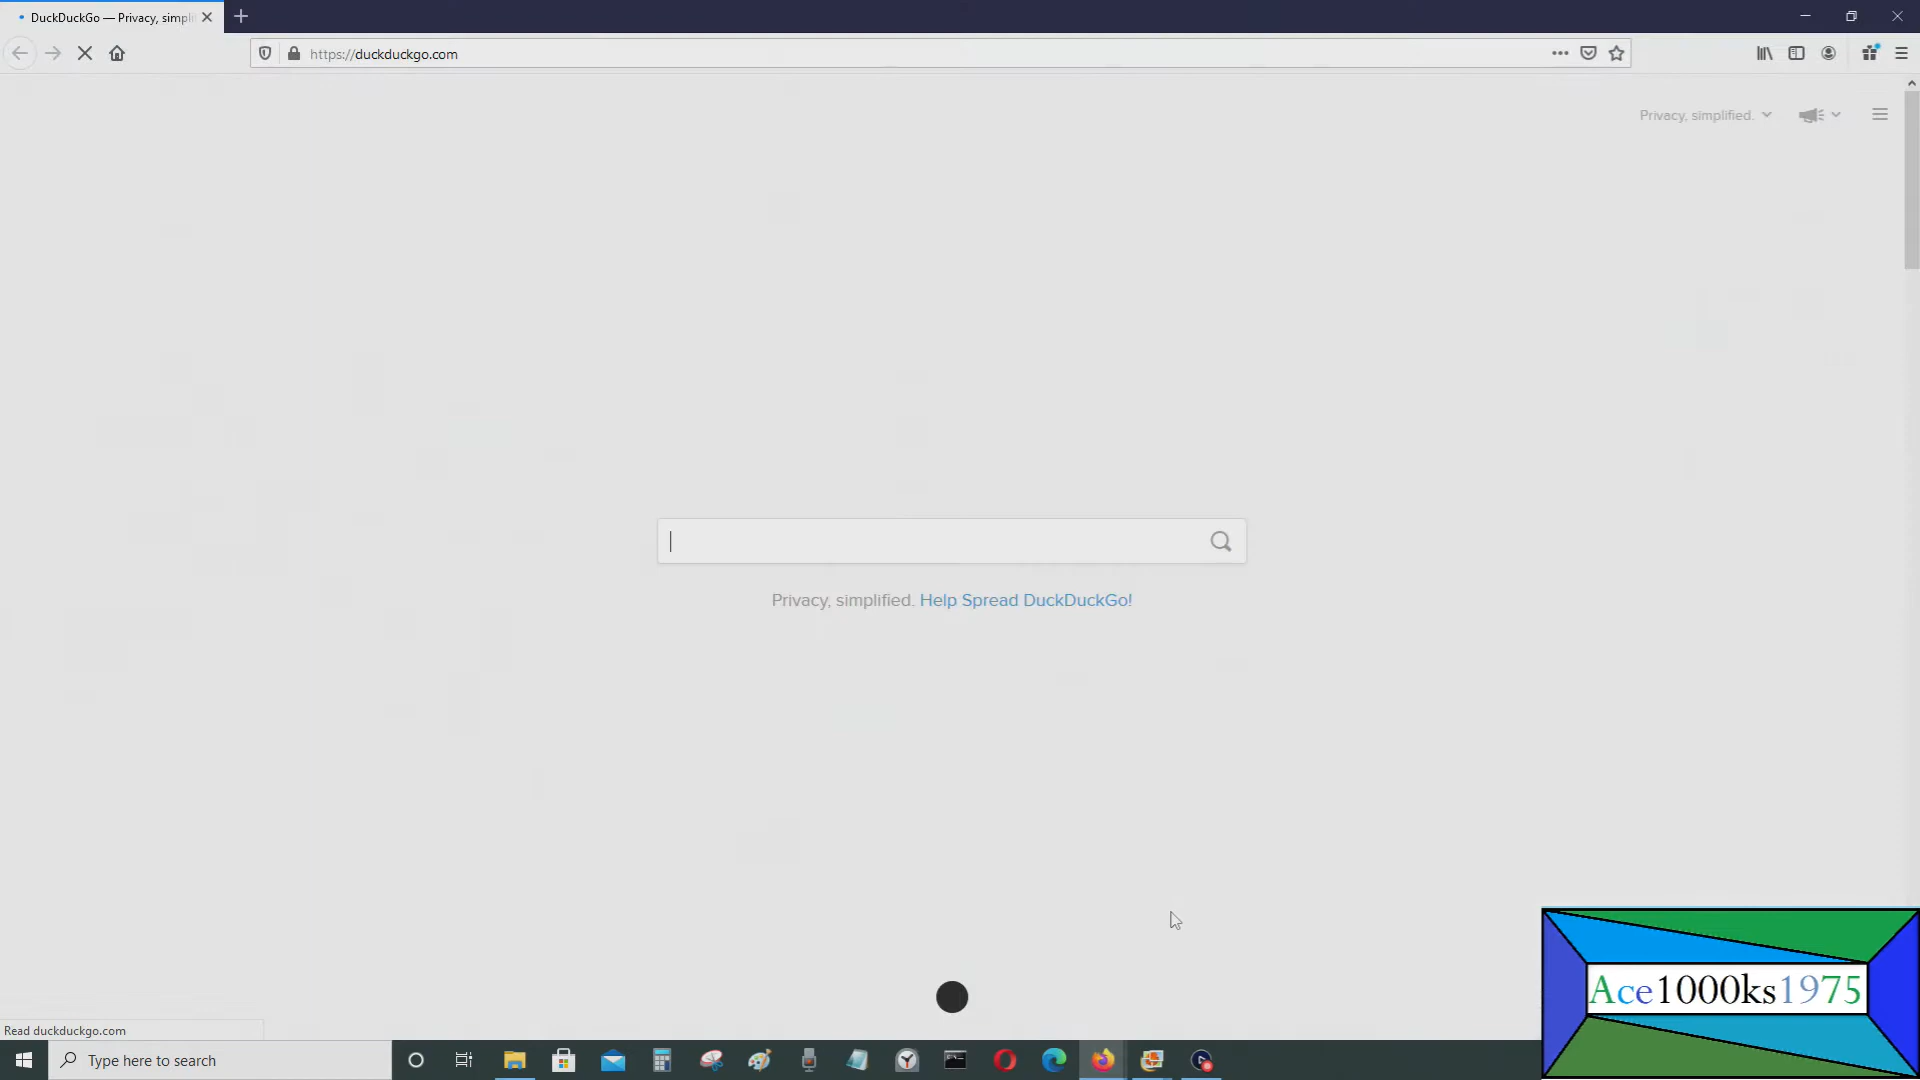 DuckDuckGo — Privacy, simpli
https://duckduckgo.com
Privacy, simplified.
Privacy, simplified. Help Spread DuckDuckGo!
Ace1000ks1975
Read duckduckgo.com
Type here to search